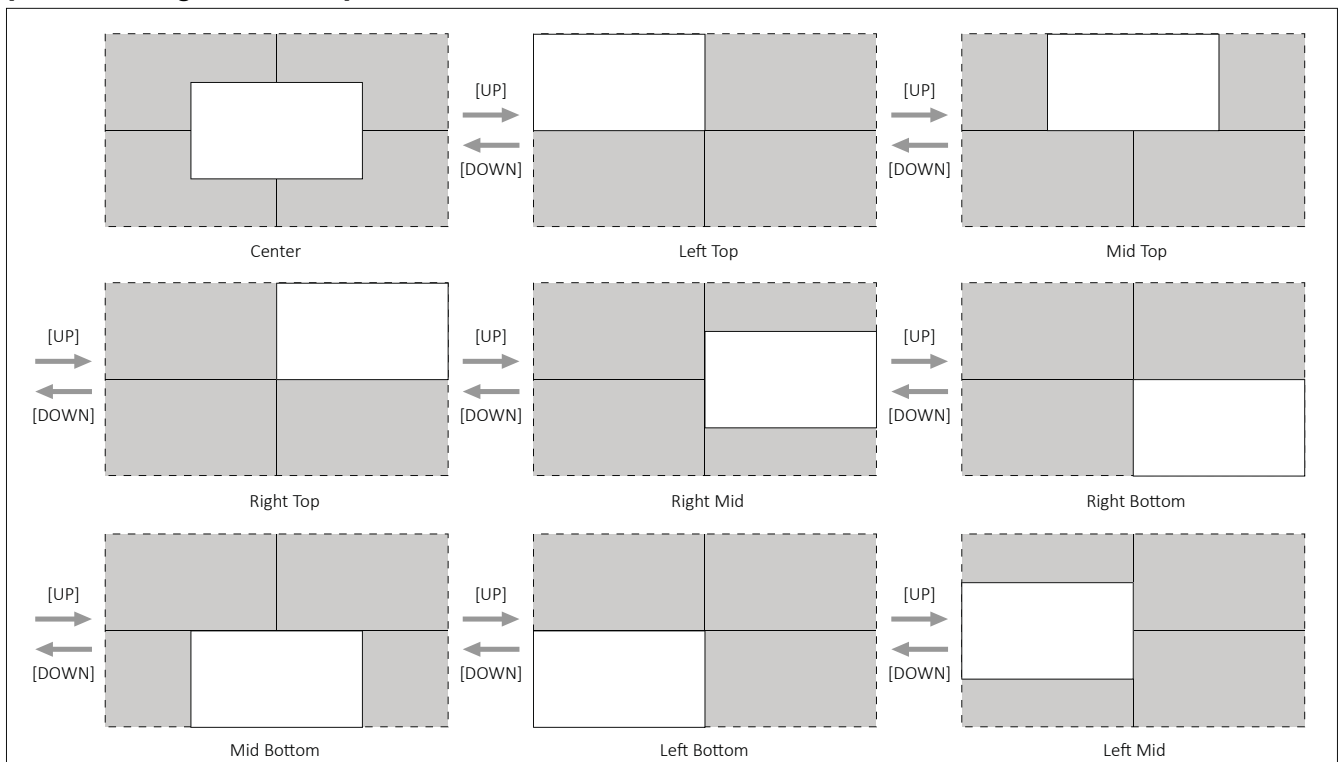 [UP]
[DOWN]
[UP]
[DOWN]
Center
Left Top
Mid Top
[UP]
[DOWN]
[UP]
[DOWN]
[UP]
[DOWN]
Right Top
Right Mid
Right Bottom
[UP]
[DOWN]
[UP]
[DOWN]
[UP]
[DOWN]
Mid Bottom
Left Bottom
Left Mid